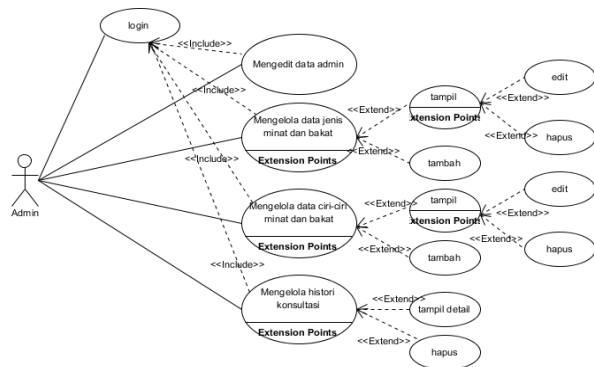 login
<<Include>>
Mengedit data admin
<<Include>>
Mengelola data jenis
minat dan bakat
Extension Points
<<Extend>>
<<Extend>>
tampil
xtension Point
<<Extend>>
<<Extend>>
edit
hapus
tambah
<<Include>>
Admin
Mengelola data ciri-ciri
minat dan bakat
Extension Points
<<Extend>>
<<Extend>>
tampil
xtension Point
<<Extend>>
<<Extend>>
edit
hapus
tambah
<<Include>>
Mengelola histori
konsultasi
Extension Points
<<Extend>>
<<Extend>>
tampil detail
hapus